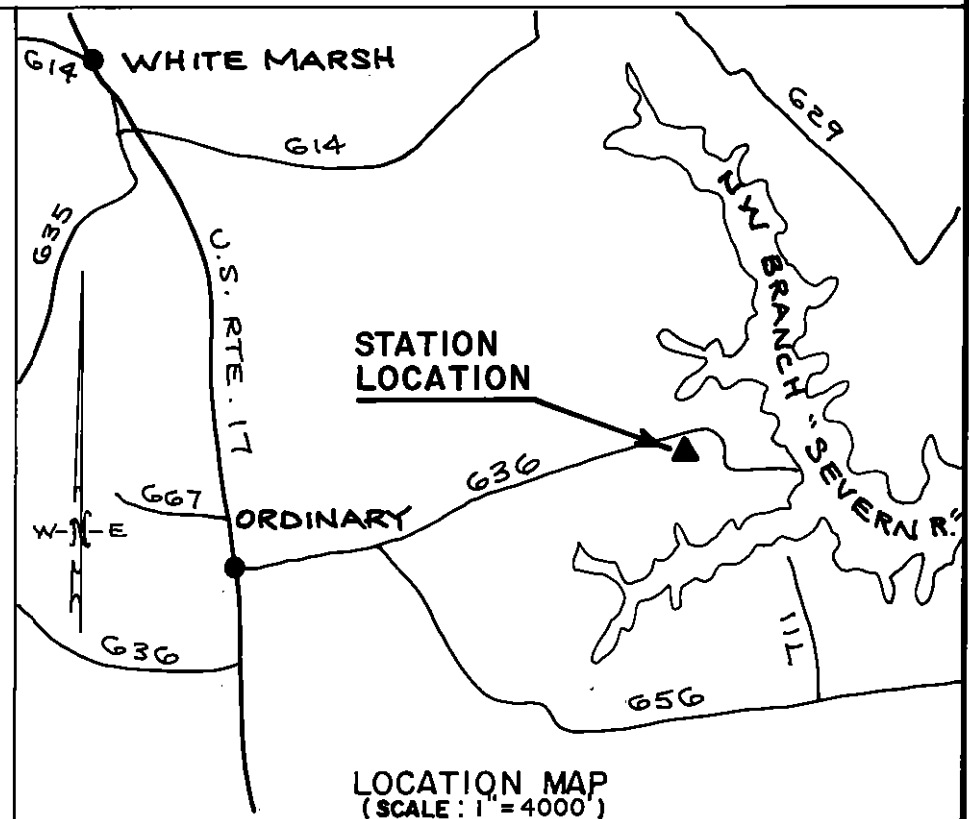 614
WHITE MARSH
614
629
635
U.S. RTE. 17
NW BRANCH "SEVERN R."
STATION
LOCATION
636
667
ORDINARY
W E
636
711
656
LOCATION MAP
(SCALE: 1" = 4000')